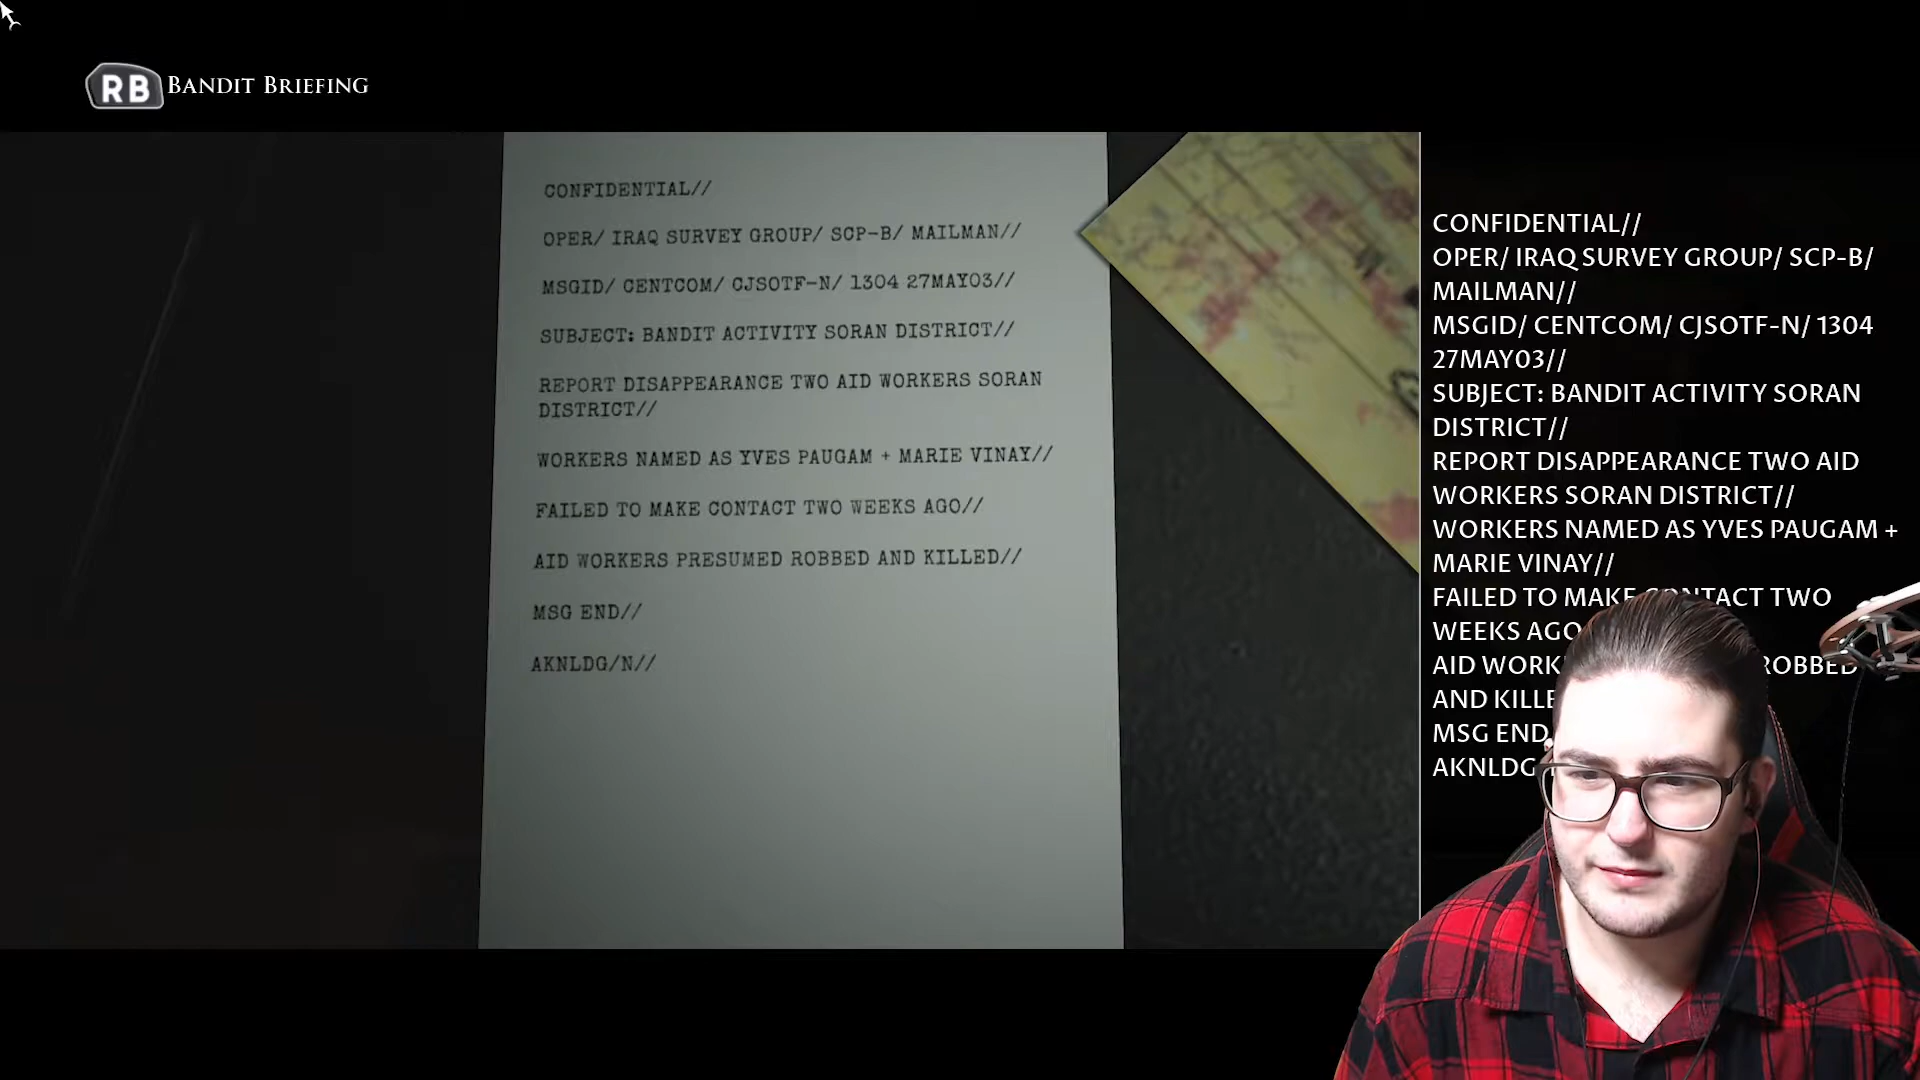 RB BANDIT BRIEFING
CONFIDENTIAL//
OPER/ IRAQ SURVEY GROUP/ SCP-B/ MAILMAN//
MSGID/ CENTCOM/ CJSOTF-N/ 1304 27MAY03//
SUBJECT: BANDIT ACTIVITY SORAN DISTRICT//
REPORT DISAPPEARANCE TWO AID WORKERS SORAN
DISTRICT//
WORKERS NAMED AS YVES PAUGAM + MARIE VINAY//
FAILED TO MAKE CONTACT TWO WEEKS AGO//
AID WORKERS PRESUMED ROBBED AND KILLED//
MSG END//
AKNLDG/N//
CONFIDENTIAL//
OPER/ IRAQ SURVEY GROUP/ SCP-B/
MAILMAN//
MSGID/ CENTCOM/ CJSOTF-N/ 1304
27MAY03//
SUBJECT: BANDIT ACTIVITY SORAN
DISTRICT//
REPORT DISAPPEARANCE TWO AID
WORKERS SORAN DISTRICT//
WORKERS NAMED AS YVES PAUGAM +
MARIE VINAY//
FAILED TO MAKE CONTACT TWO
WEEKS AGO
AID ROBBED
AND
MSG END
AKNLDG